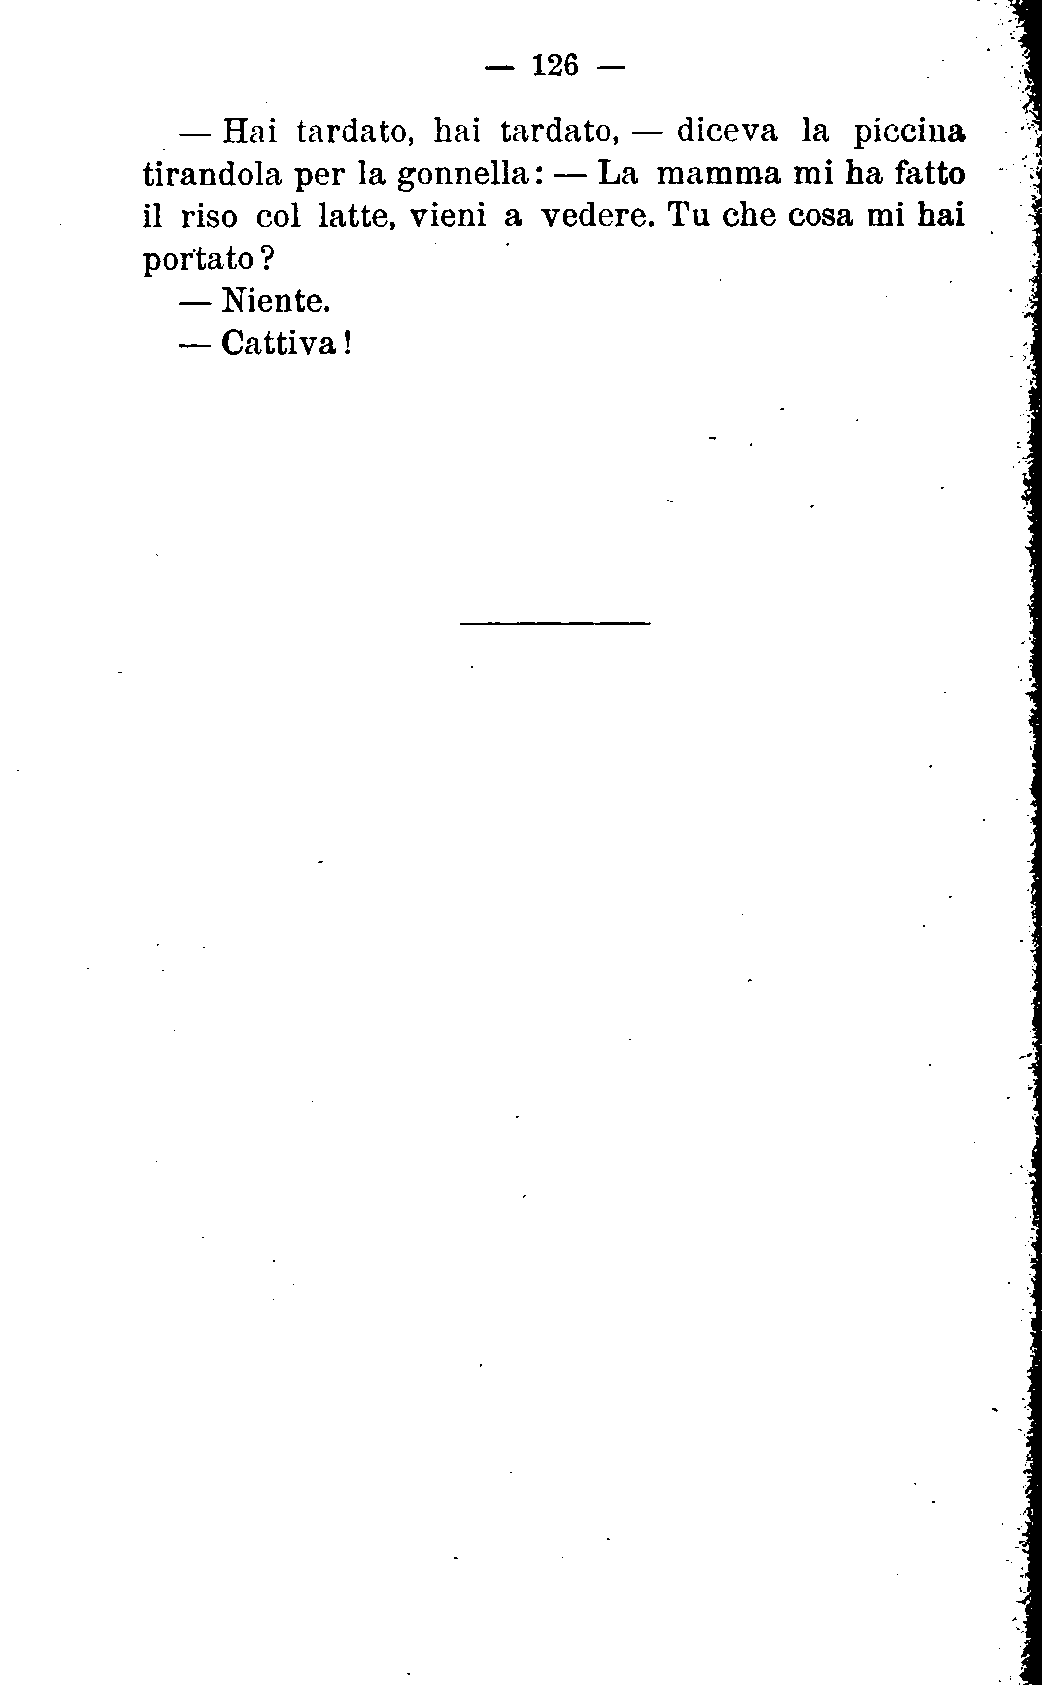 — 126 —
— Hai tardato, hai tardato, — diceva la piccina
tirandola per la gonnella: — La mamma mi ha fatto
il riso col latte, vieni a vedere. Tu che cosa mi hai
portato?
— Niente.
— Cattiva!